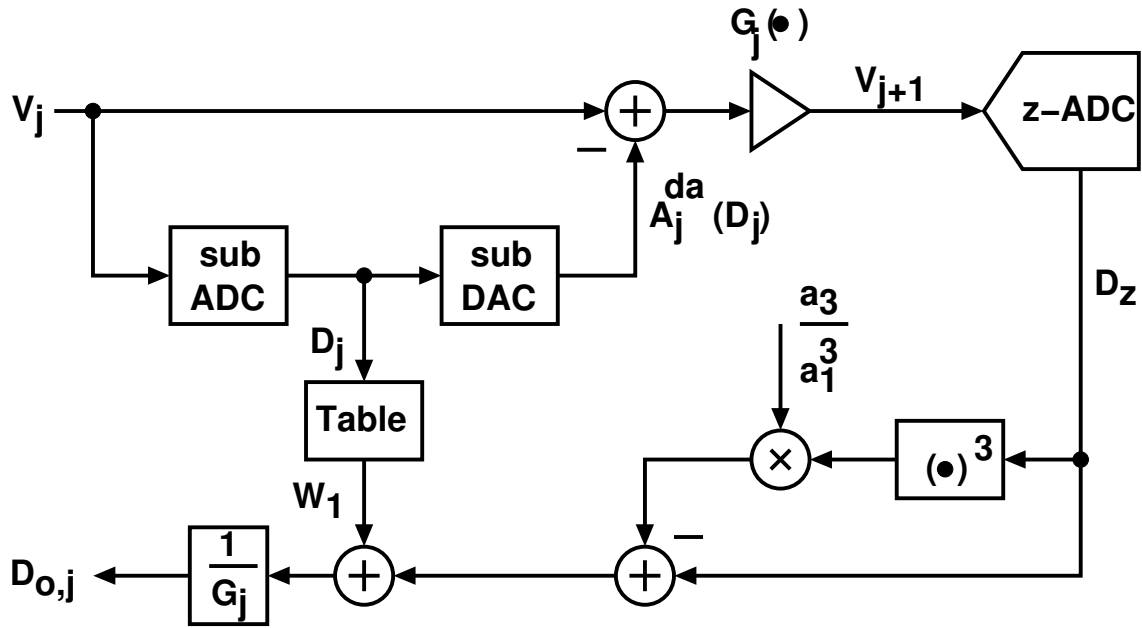 G_j(•)
V_j
+
V_{j+1}
z–ADC
–
A_j^{da}(D_j)
sub
ADC
sub
DAC
D_z
a_3
a_1^3
D_j
Table
×
(•)^3
W_1
–
D_{o,j}
1
G_j
+
+